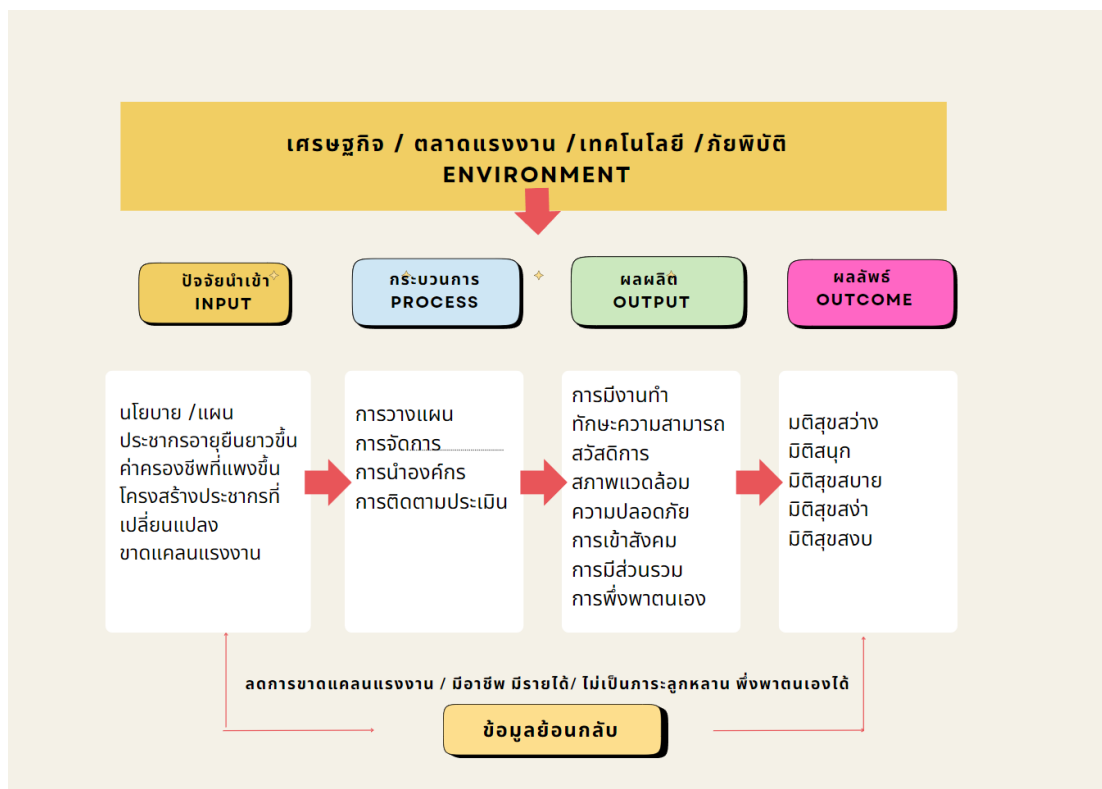 เศรษฐกิจ / ตลาดแรงงาน /เทคโนโลยี /ภัยพิบัติ
ENVIRONMENT
ปัจจัยนำเข้า
INPUT
กระบวนการ
PROCESS
ผลผลิต
OUTPUT
ผลลัพธ์
OUTCOME
นโยบาย /แผน
ประชากรอายุยืนยาวขึ้น
ค่าครองชีพที่แพงขึ้น
โครงสร้างประชากรที่
เปลี่ยนแปลง
ขาดแคลนแรงงาน
การวางแผน
การจัดการ
การนำองค์กร
การติดตามประเมิน
การมีงานทำ
ทักษะความสามารถ
สวัสดิการ
สภาพแวดล้อม
ความปลอดภัย
การเข้าสังคม
การมีส่วนรวม
การพึ่งพาตนเอง
มติสุขสว่าง
มิติสนุก
มิติสุขสบาย
มิติสุขสง่า
มิติสุขสงบ
ลดการขาดแคลนแรงงาน / มีอาชีพ มีรายได้/ ไม่เป็นภาระลูกหลาน พึ่งพาตนเองได้
ข้อมูลย้อนกลับ